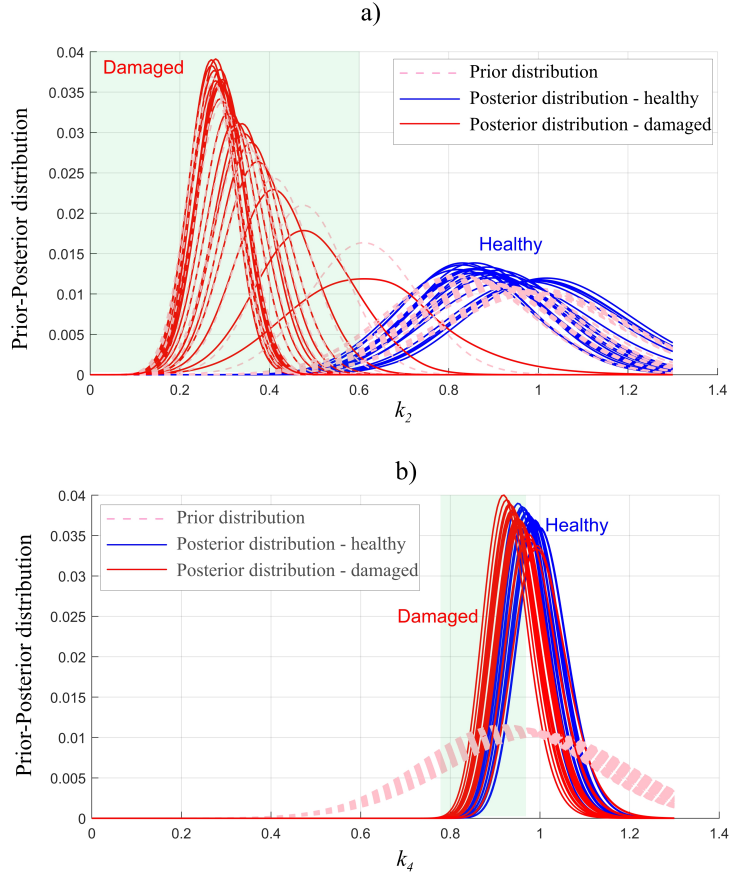 a)
0.04
Damaged
Prior distribution
0.035
Posterior distribution - healthy
Posterior distribution - damaged
0.03
0.025
0.02
Healthy
0.015
0.01
0.005
0
Prior-Posterior distribution
0 0.2 0.4 0.6 0.8 1 1.2 1.4
k2
b)
0.04
Prior distribution
Healthy
0.035
Posterior distribution - healthy
Posterior distribution - damaged
0.03
Damaged
0.025
0.02
0.015
0.01
0.005
0
Prior-Posterior distribution
0 0.2 0.4 0.6 0.8 1 1.2 1.4
k4